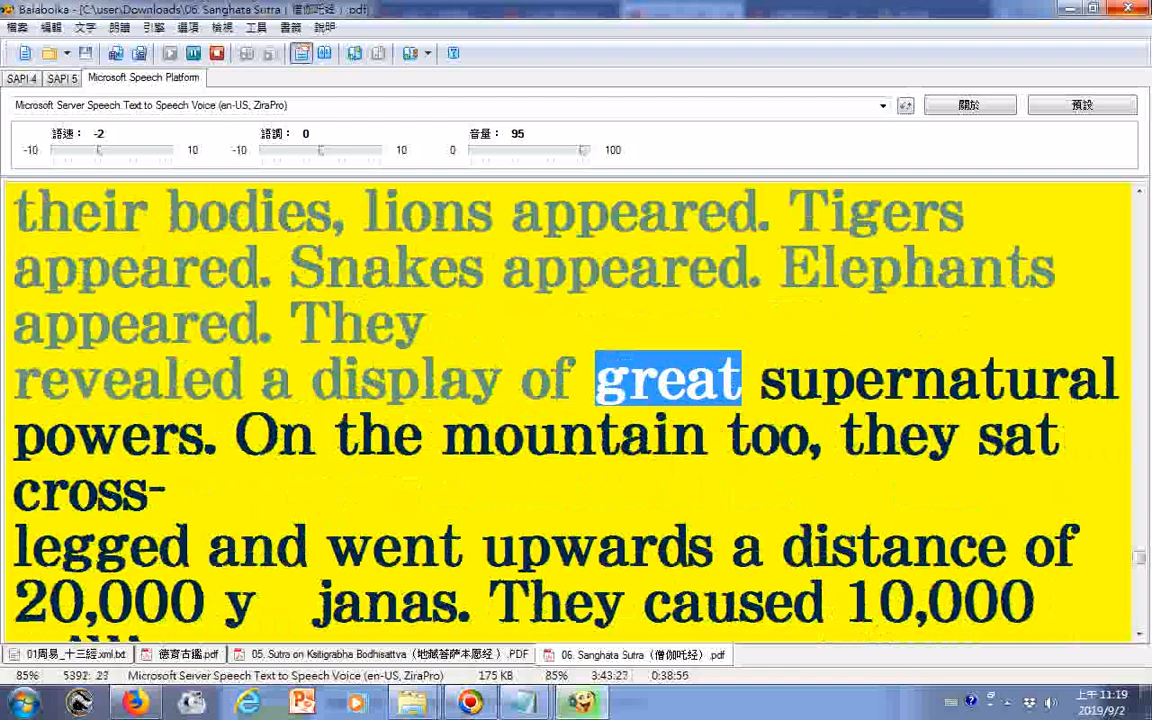 Balabolka - [C:\user\Downloads\06. Sanghata Sutra（僧伽吒经）.pdf]
檔案 編輯 文字 朗讀 引擎 選項 檢視 工具 書籤 說明
SAPI 4 SAPI 5 Microsoft Speech Platform
Microsoft Server Speech Text to Speech Voice (en-US, ZiraPro)
關於 預設
語速： -2 語調： 0 音量： 95
-10 10 -10 10 0 100
their bodies, lions appeared. Tigers
appeared. Snakes appeared. Elephants
appeared. They
revealed a display of great supernatural
powers. On the mountain too, they sat
cross-
legged and went upwards a distance of
20,000 y janas. They caused 10,000
01周易_十三經.xml.txt 德育古鑑.pdf 05. Sutra on Ksitigrabha Bodhisattva（地藏菩萨本愿经）.PDF 06. Sanghata Sutra（僧伽吒经）.pdf
85% 5392: 23 Microsoft Server Speech Text to Speech Voice (en-US, ZiraPro) 175 KB 85% 3:43:27 0:38:55
上午 11:19
2019/9/2